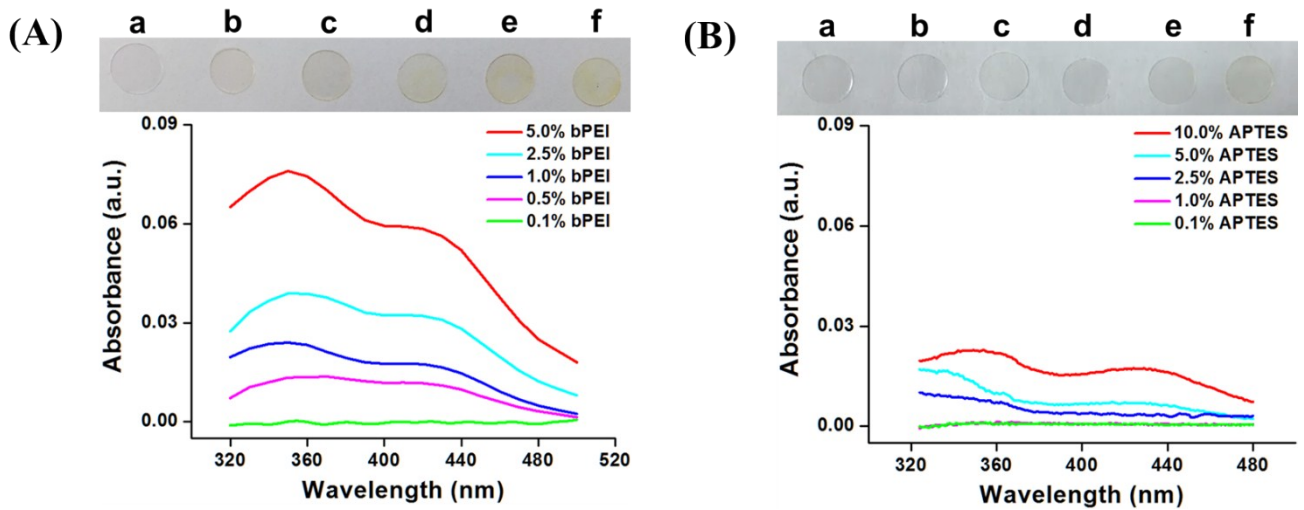 (A)
a b c d e f
0.09
0.06
0.03
0.00
Absorbance (a.u.)
5.0% bPEI
2.5% bPEI
1.0% bPEI
0.5% bPEI
0.1% bPEI
320 360 400 440 480 520
Wavelength (nm)
(B)
a b c d e f
0.09
0.06
0.03
0.00
Absorbance (a.u.)
10.0% APTES
5.0% APTES
2.5% APTES
1.0% APTES
0.1% APTES
320 360 400 440 480
Wavelength (nm)